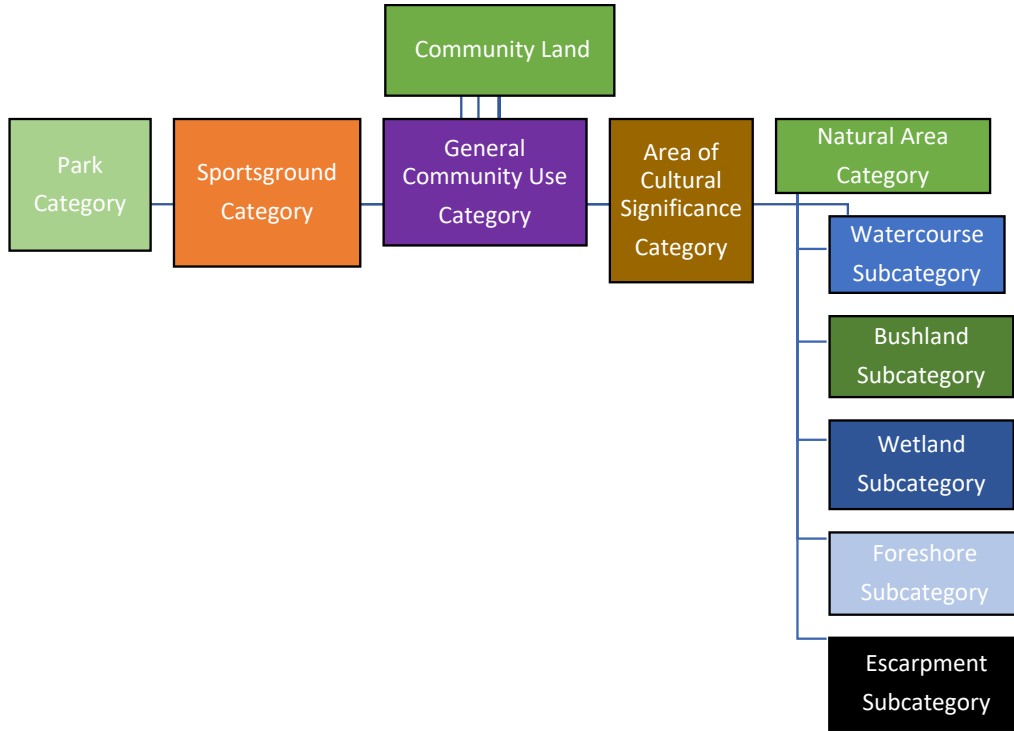 Community Land
Park
Category
Sportsground
Category
General
Community Use
Category
Area of
Cultural
Significance
Category
Natural Area
Category
Watercourse
Subcategory
Bushland
Subcategory
Wetland
Subcategory
Foreshore
Subcategory
Escarpment
Subcategory